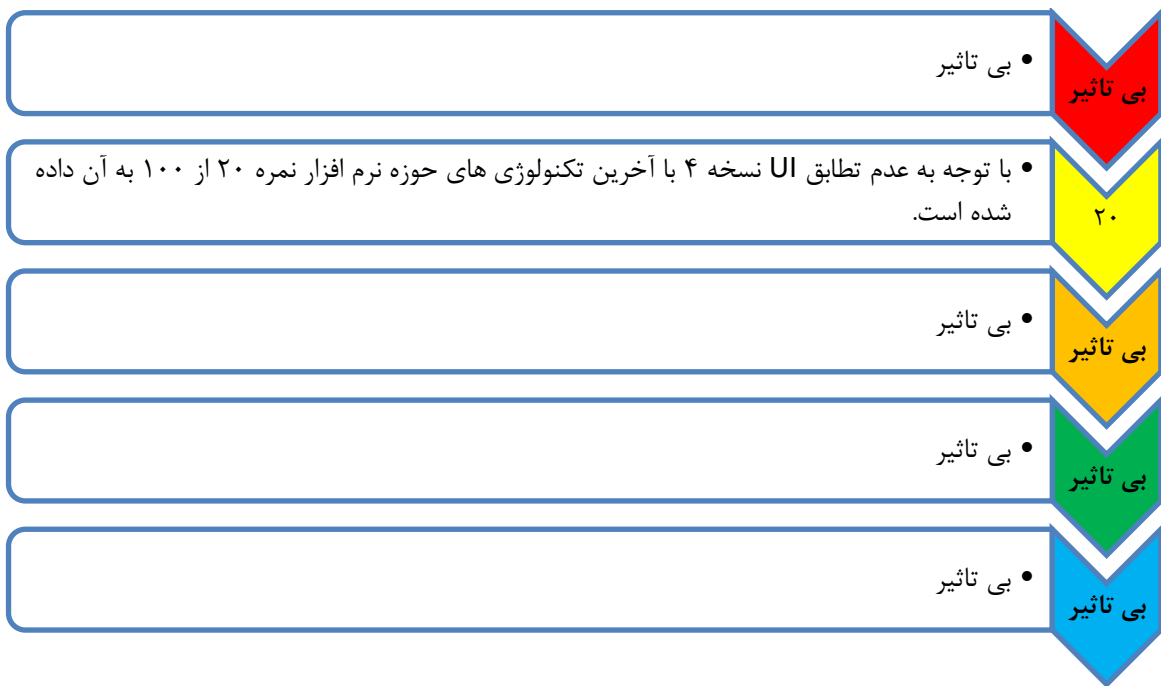 بی تاثیر
• بی تاثیر
۲۰
• با توجه به عدم تطابق UI نسخه ۴ با آخرین تکنولوژی های حوزه نرم افزار نمره ۲۰ از ۱۰۰ به آن داده
شده است.
بی تاثیر
• بی تاثیر
بی تاثیر
• بی تاثیر
بی تاثیر
• بی تاثیر